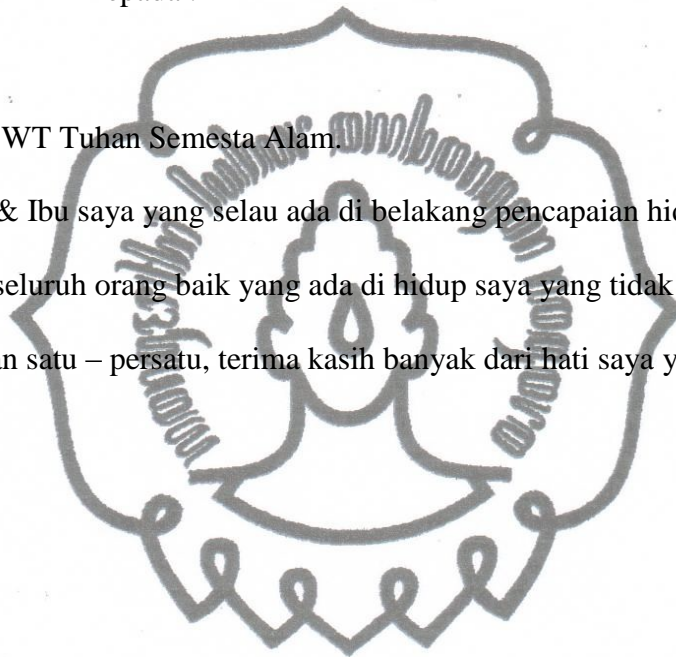 WT Tuhan Semesta Alam.
& Ibu saya yang selau ada di belakang pencapaian hid
seluruh orang baik yang ada di hidup saya yang tidak
an satu – persatu, terima kasih banyak dari hati saya y